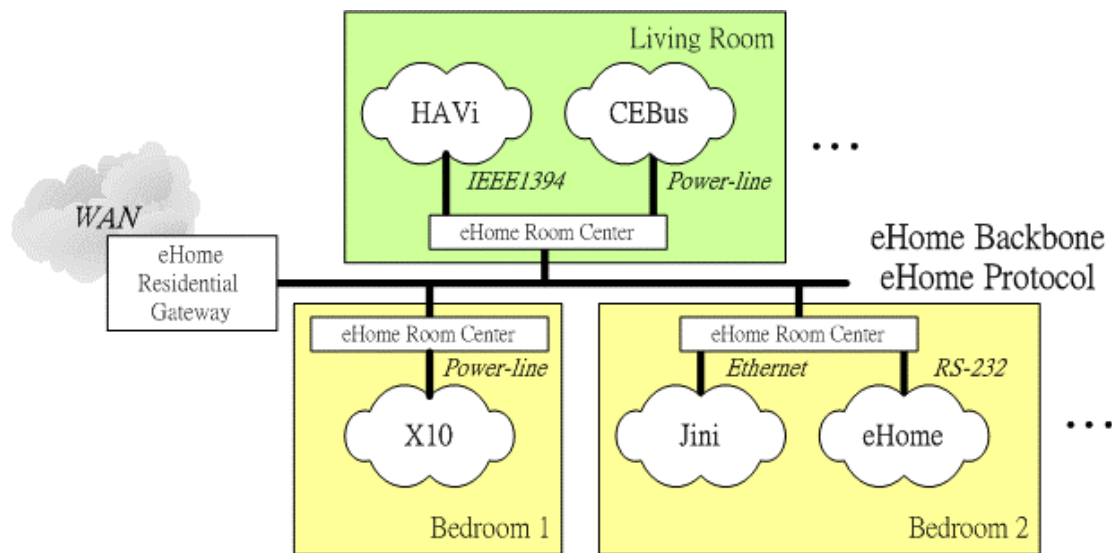 Living Room
HAVi
CEBus
...
IEEE1394
Power-line
WAN
eHome Room Center
eHome
Residential
Gateway
eHome Backbone
eHome Protocol
eHome Room Center
Power-line
X10
Bedroom 1
eHome Room Center
Ethernet
RS-232
Jini
eHome
...
Bedroom 2